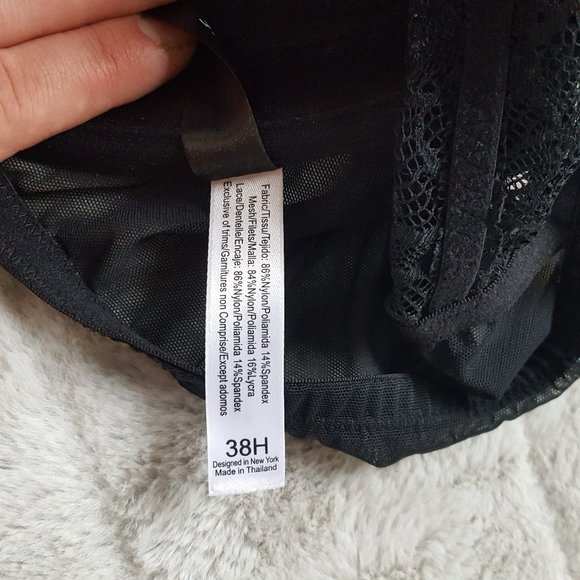 Fabric/Tissu/Tejido: 86%Nylon/Poliamida 14%Spandex
Mesh/Filets/Malla: 84%Nylon/Poliamida 16%Lycra
Lace/Dentelle/Encaje: 86%Nylon/Poliamida 14%Spandex
Exclusive of trims/Garnitures non Comprise/Except adornos
38H
Designed in New York
Made in Thailand